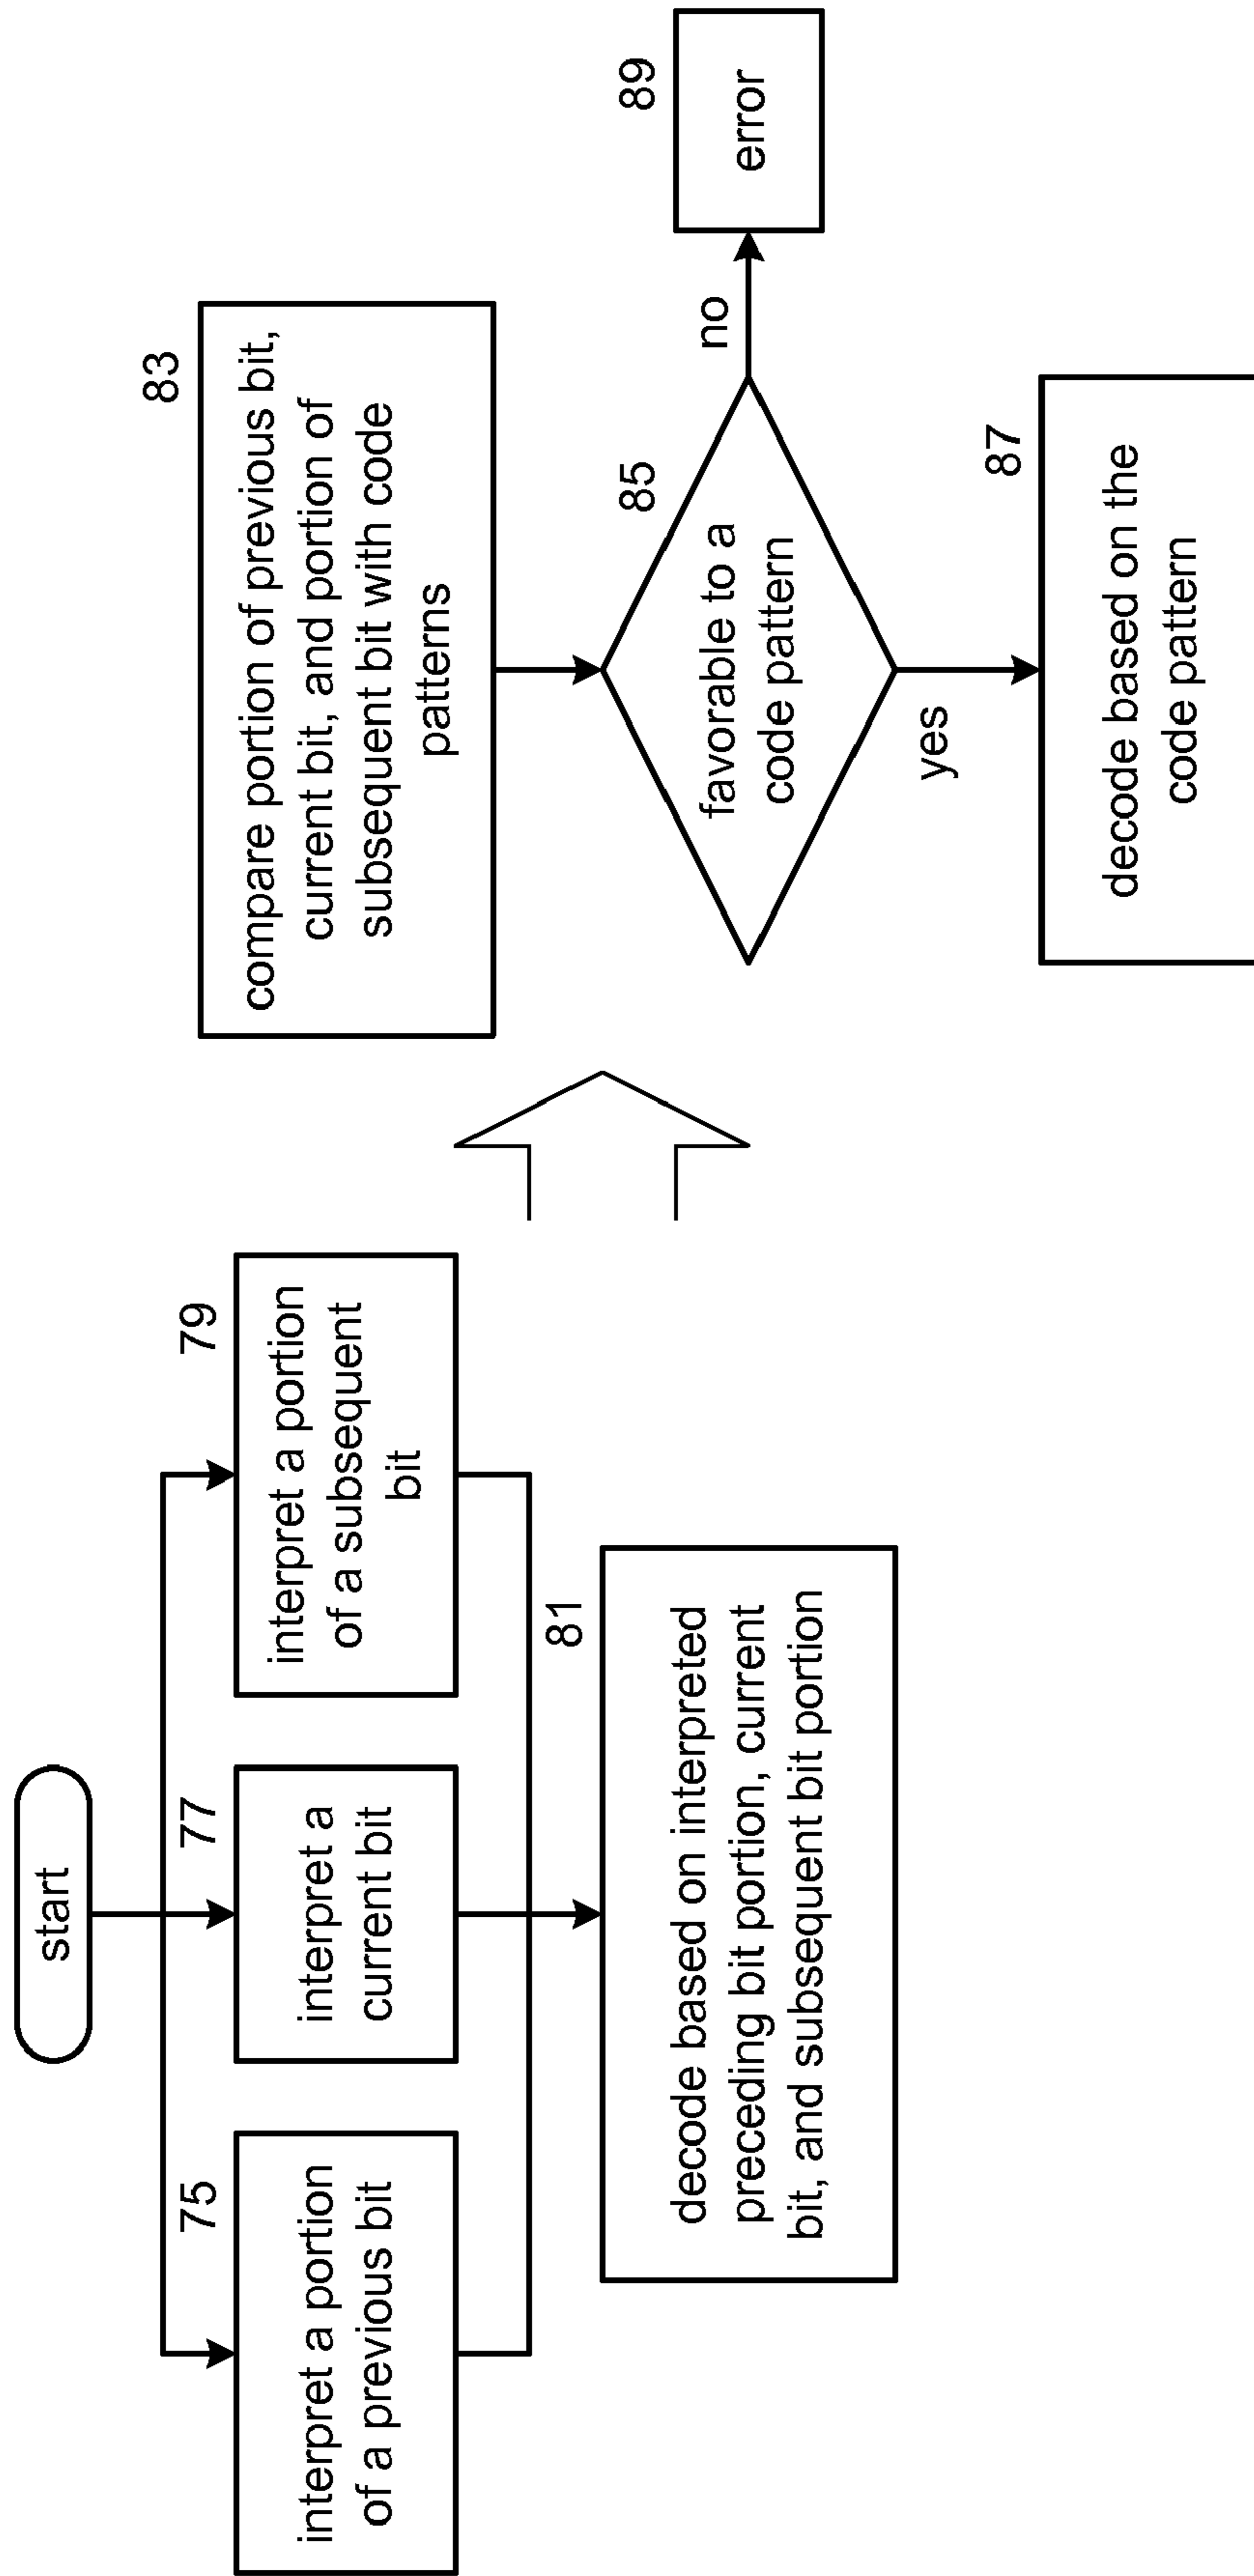 start
75
interpret a portion
of a previous bit
77
interpret a
current bit
79
interpret a portion
of a subsequent
bit
81
decode based on interpreted
preceding bit portion, current
bit, and subsequent bit portion
83
compare portion of previous bit,
current bit, and portion of
subsequent bit with code
patterns
85
favorable to a
code pattern
no
89
error
yes
87
decode based on the
code pattern